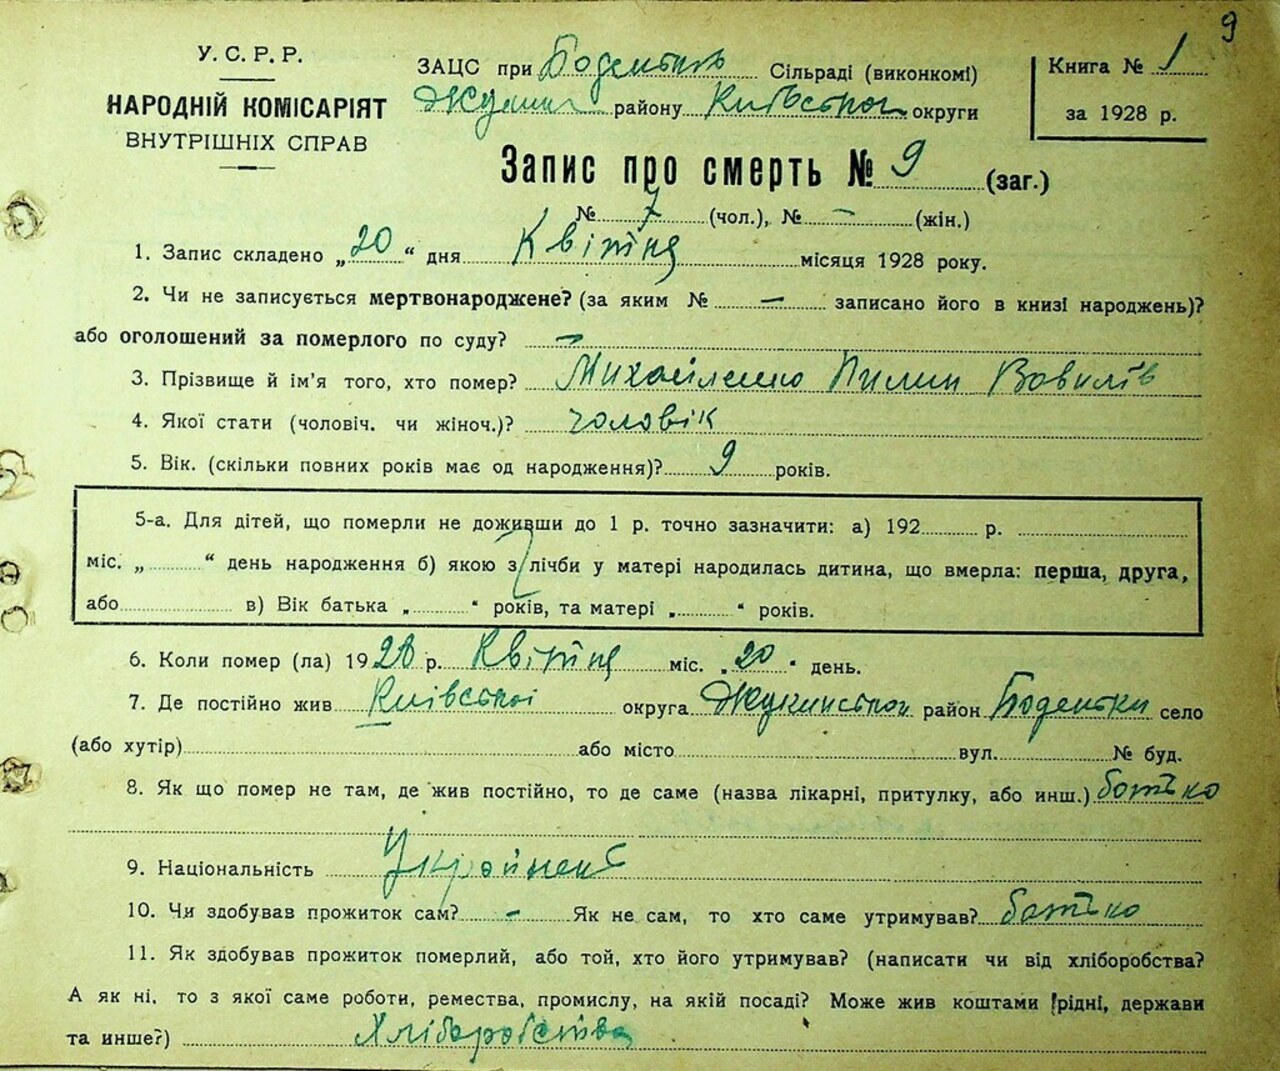 9
У. С. Р. Р.
НАРОДНІЙ КОМІСАРІЯТ
ВНУТРІШНІХ СПРАВ
ЗАЦС при Боденьків Сільраді (виконкомі)
району Київської округи
Книга № 1
за 1928 р.
Запис про смерть № 9 (заг.)
№ 7 (чол.), № – (жін.)
1. Запис складено „20“ дня Квітня місяця 1928 року.
2. Чи не записується мертвонароджене? (за яким № – записано його в книзі народжень)?
або оголошений за померлого по суду? –
3. Прізвище й ім’я того, хто помер? Михайленко Пилип Вовилів
4. Якої стати (чоловіч. чи жіноч.)? чоловік
5. Вік. (скільки повних років має од народження)? 9 років.
5-а. Для дітей, що померли не доживши до 1 р. точно зазначити: а) 192 р.
міс. „ “ день народження б) якою з лічби у матері народилась дитина, що вмерла: перша, друга,
або в) Вік батька „ “ років, та матері „ “ років.
6. Коли помер (ла) 1928 р. Квітня міс. „20“ день.
7. Де постійно жив Київської округа Жукинської район Боденьки село
(або хутір) або місто вул. № буд.
8. Як що помер не там, де жив постійно, то де саме (назва лікарні, притулку, або инш.) ботько
9. Національність Украйнець
10. Чи здобував прожиток сам? – Як не сам, то хто саме утримував? ботько
11. Як здобував прожиток померлий, або той, хто його утримував? (написати чи від хліборобства?
А як ні, то з якої саме роботи, ремества, промислу, на якій посаді? Може жив коштами рідні, держави
та инше?) Хліборобства